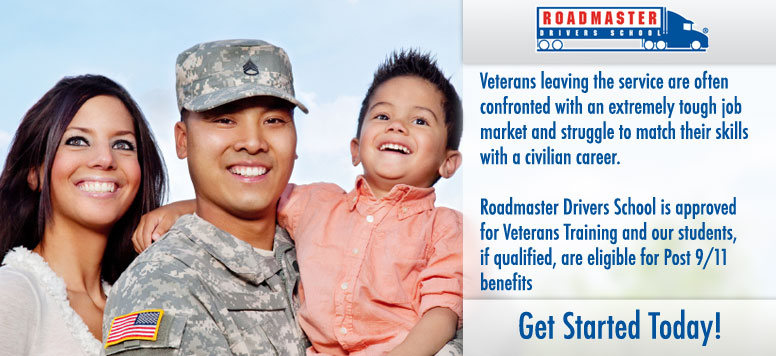 ROADMASTER
DRIVERS SCHOOL ®
Veterans leaving the service are often
confronted with an extremely tough job
market and struggle to match their skills
with a civilian career.
Roadmaster Drivers School is approved
for Veterans Training and our students,
if qualified, are eligible for Post 9/11
benefits
Get Started Today!